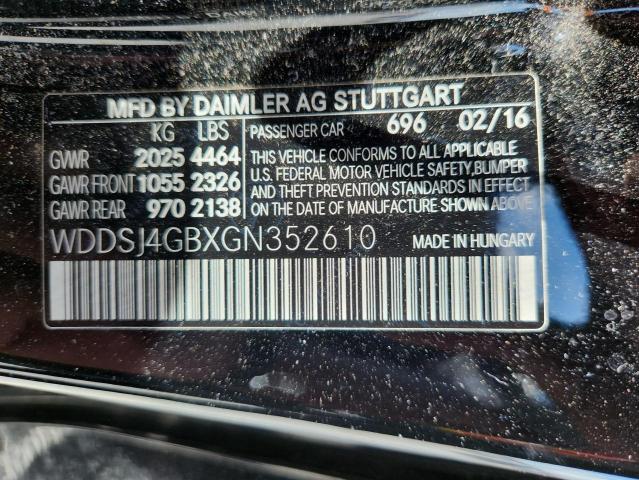 MFD BY DAIMLER AG STUTTGART
KG LBS PASSENGER CAR 696 02/16
GVWR 2025 4464 THIS VEHICLE CONFORMS TO ALL APPLICABLE
GAWR FRONT 1055 2326 U.S. FEDERAL MOTOR VEHICLE SAFETY, BUMPER
GAWR REAR 970 2138 AND THEFT PREVENTION STANDARDS IN EFFECT
ON THE DATE OF MANUFACTURE SHOWN ABOVE.
WDDSJ4GBXGN352610 MADE IN HUNGARY